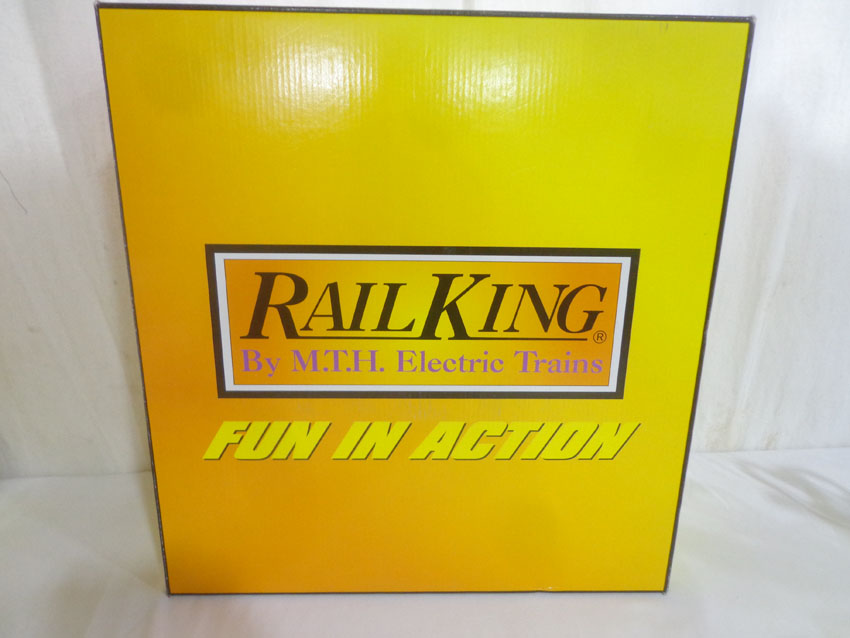 RAILKING®
By M.T.H. Electric Trains
FUN IN ACTION